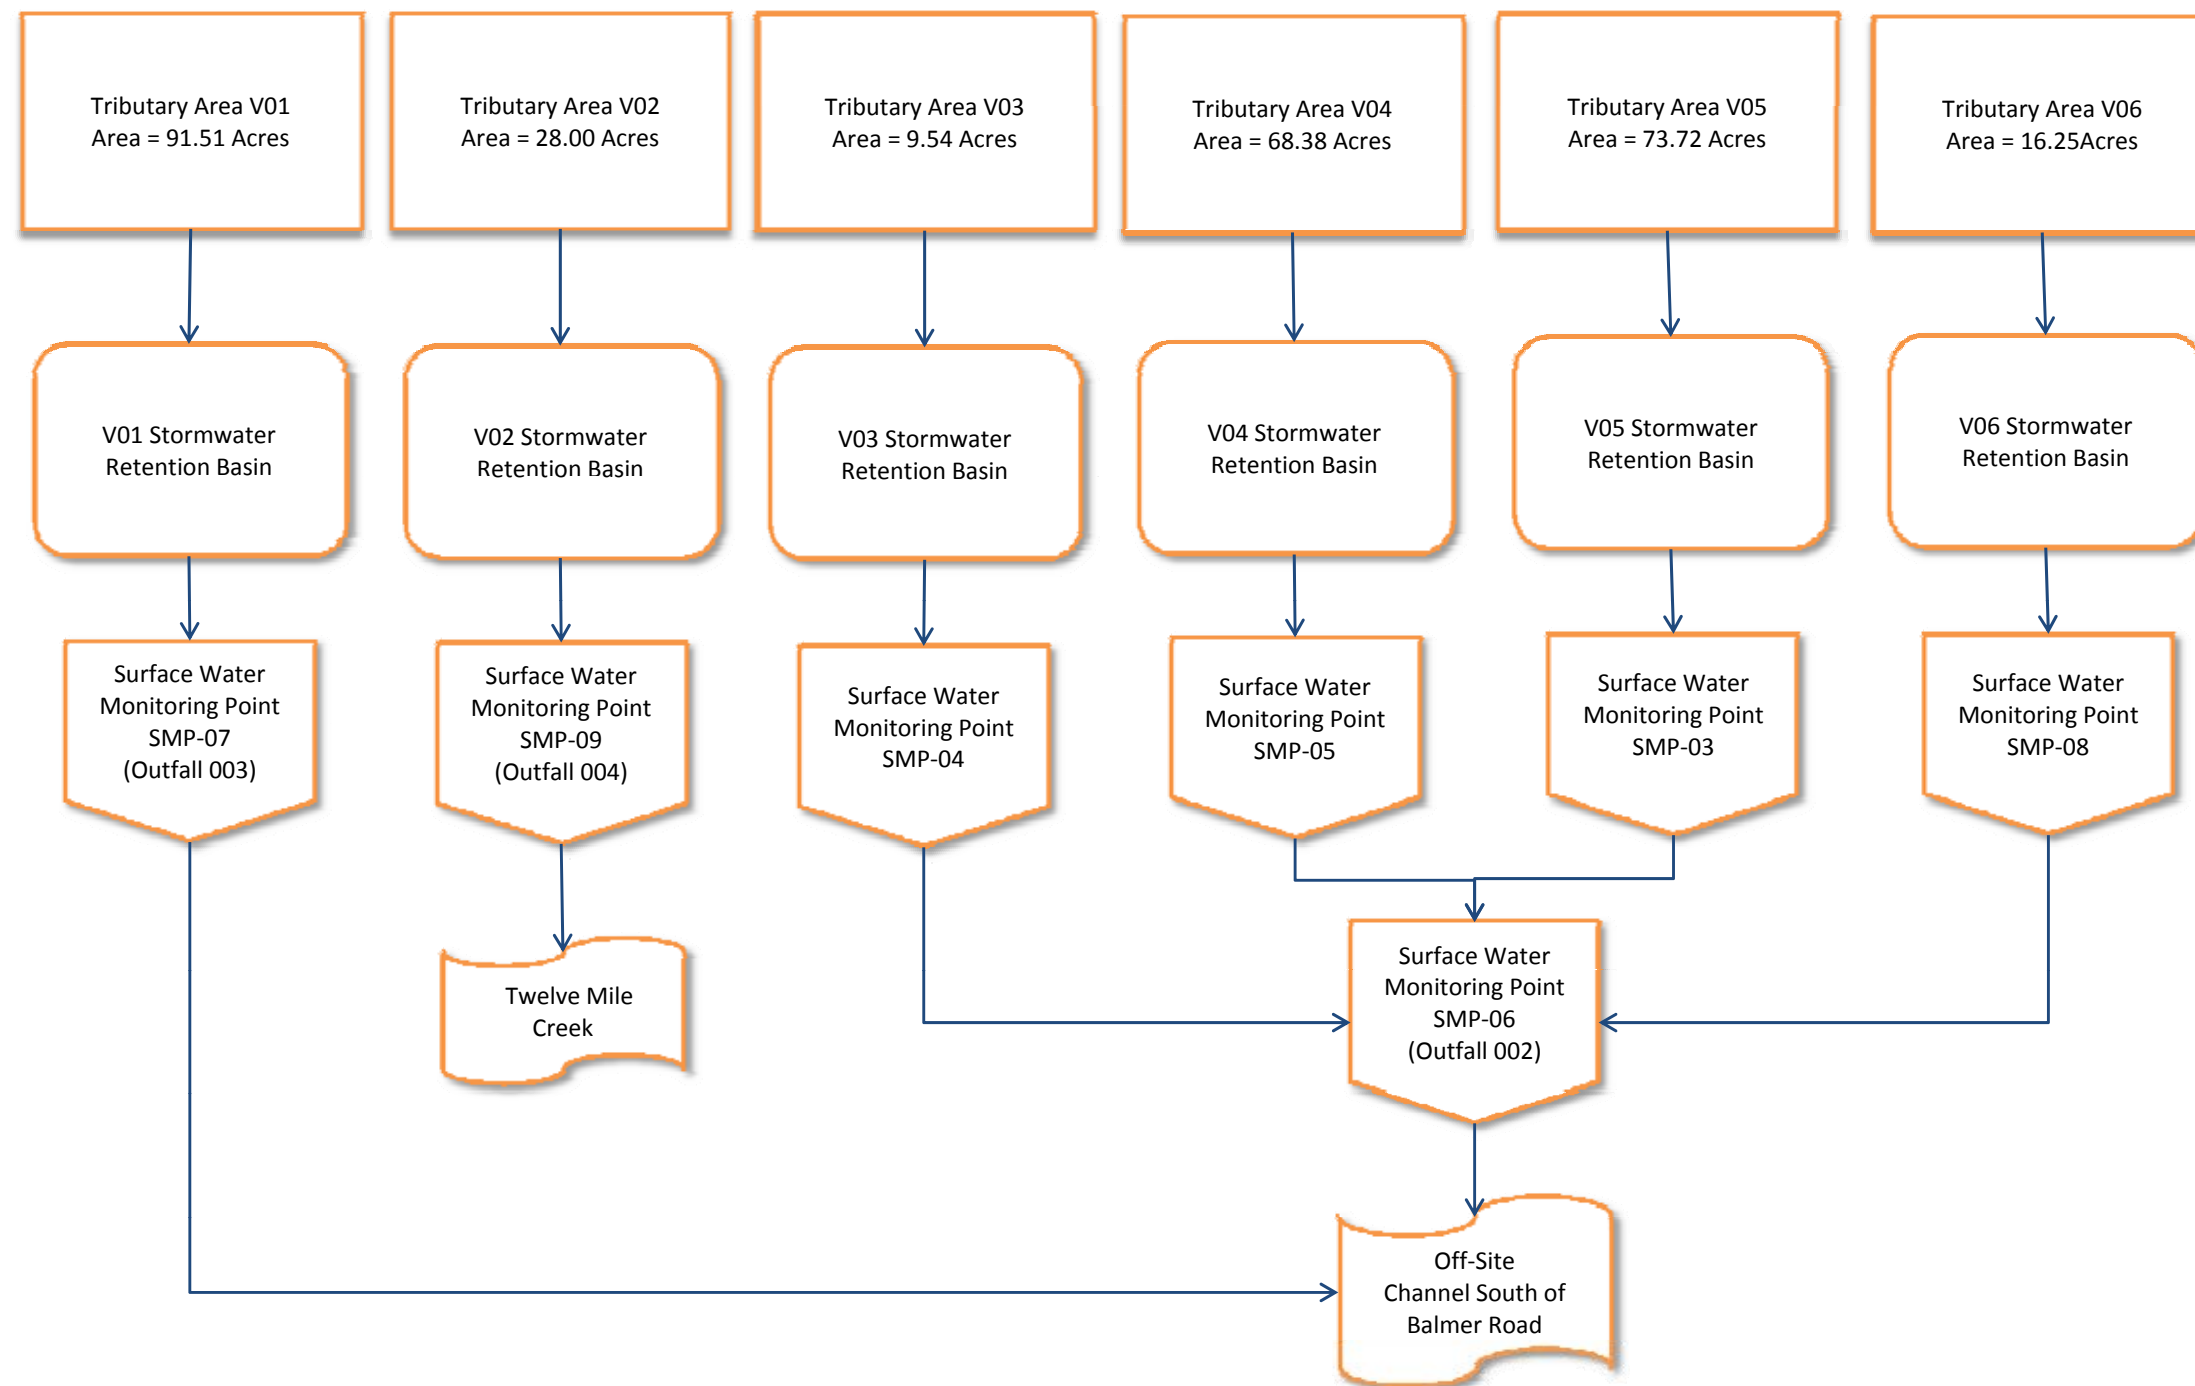 Tributary Area V01
Area = 91.51 Acres
Tributary Area V02
Area = 28.00 Acres
Tributary Area V03
Area = 9.54 Acres
Tributary Area V04
Area = 68.38 Acres
Tributary Area V05
Area = 73.72 Acres
Tributary Area V06
Area = 16.25Acres
V01 Stormwater
Retention Basin
V02 Stormwater
Retention Basin
V03 Stormwater
Retention Basin
V04 Stormwater
Retention Basin
V05 Stormwater
Retention Basin
V06 Stormwater
Retention Basin
Surface Water
Monitoring Point
SMP-07
(Outfall 003)
Surface Water
Monitoring Point
SMP-09
(Outfall 004)
Surface Water
Monitoring Point
SMP-04
Surface Water
Monitoring Point
SMP-05
Surface Water
Monitoring Point
SMP-03
Surface Water
Monitoring Point
SMP-08
Twelve Mile
Creek
Surface Water
Monitoring Point
SMP-06
(Outfall 002)
Off-Site
Channel South of
Balmer Road